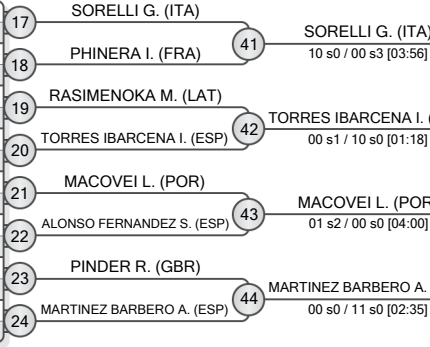 17 SORELLI G. (ITA)
41 SORELLI G. (ITA)
10 s0 / 00 s3 [03:56]
18 PHINERA I. (FRA)
19 RASIMENOKA M. (LAT)
42 TORRES IBARCENA I. (
00 s1 / 10 s0 [01:18]
20 TORRES IBARCENA I. (ESP)
21 MACOVEI L. (POR)
43 MACOVEI L. (POR
01 s2 / 00 s0 [04:00]
22 ALONSO FERNANDEZ S. (ESP)
23 PINDER R. (GBR)
44 MARTINEZ BARBERO A.
00 s0 / 11 s0 [02:35]
24 MARTINEZ BARBERO A. (ESP)